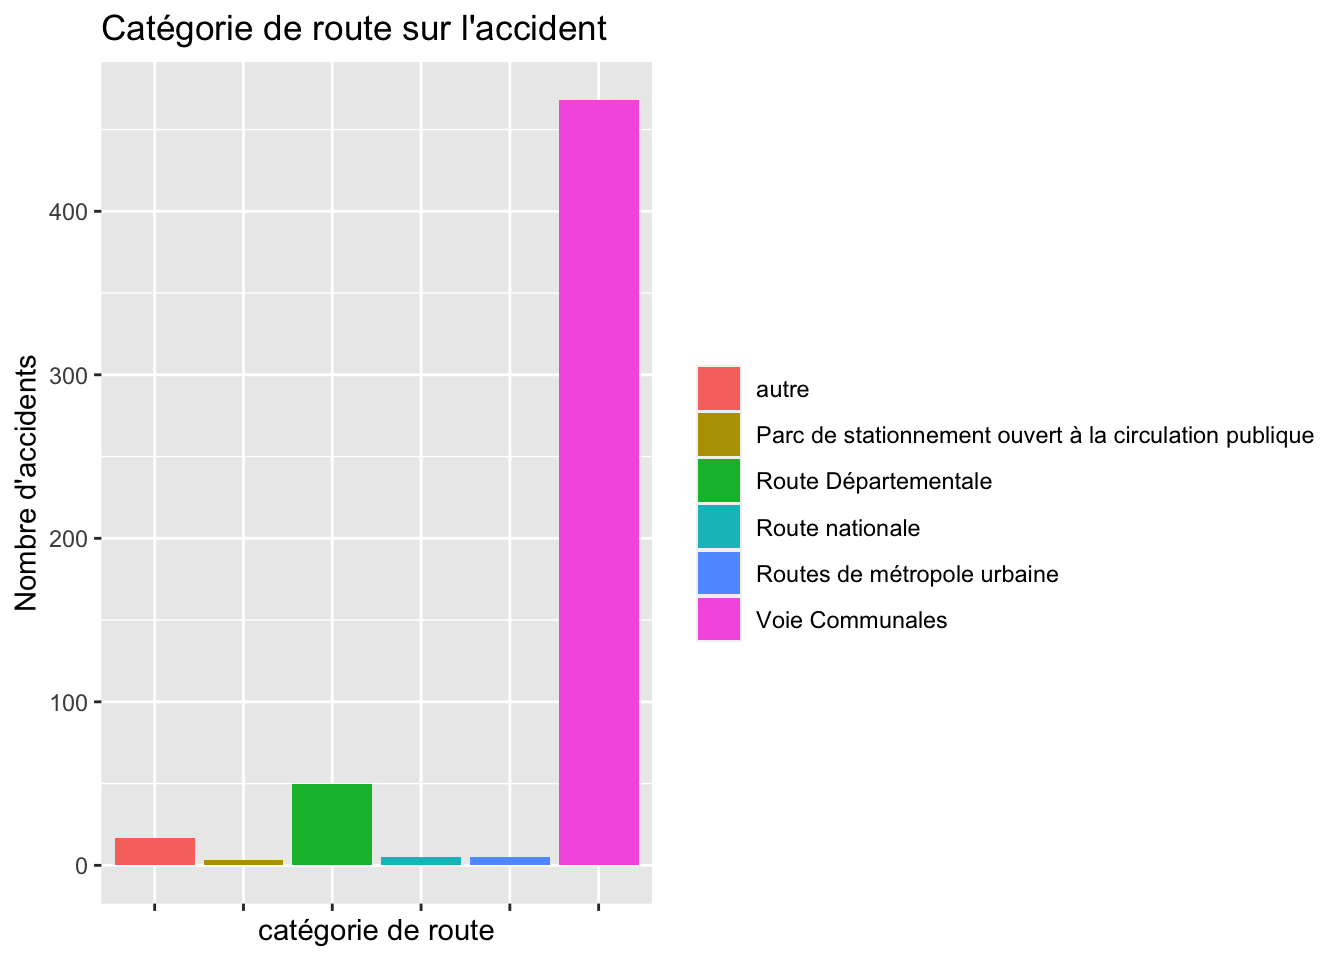 Catégorie de route sur l'accident
Nombre d'accidents
400
300
200
100
0
catégorie de route
autre
Parc de stationnement ouvert à la circulation publique
Route Départementale
Route nationale
Routes de métropole urbaine
Voie Communales